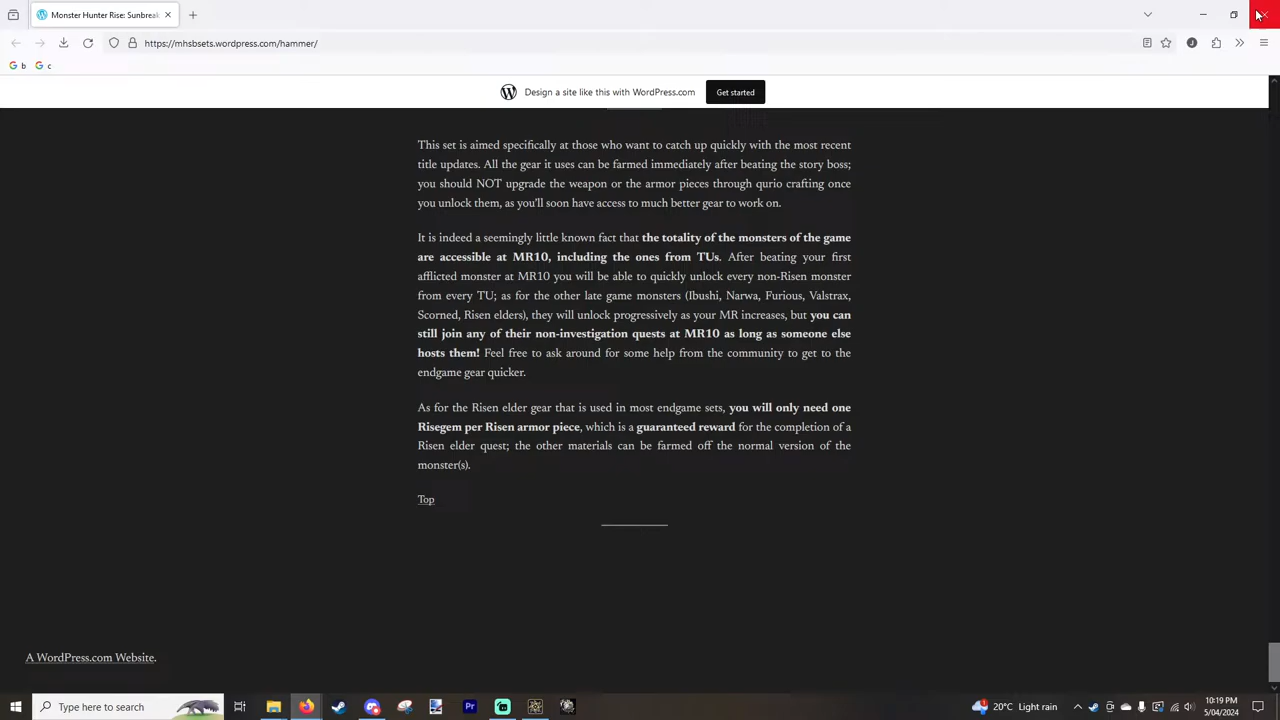 Monster Hunter Rise: Sunbreak
https://mhsbsets.wordpress.com/hammer/
b
c
Design a site like this with WordPress.com
Get started
This set is aimed specifically at those who want to catch up quickly with the most recent
title updates. All the gear it uses can be farmed immediately after beating the story boss;
you should NOT upgrade the weapon or the armor pieces through qurio crafting once
you unlock them, as you'll soon have access to much better gear to work on.
It is indeed a seemingly little known fact that the totality of the monsters of the game
are accessible at MR10, including the ones from TUs. After beating your first
afflicted monster at MR10 you will be able to quickly unlock every non-Risen monster
from every TU; as for the other late game monsters (Ibushi, Narwa, Furious, Valstrax,
Scorned, Risen elders), they will unlock progressively as your MR increases, but you can
still join any of their non-investigation quests at MR10 as long as someone else
hosts them! Feel free to ask around for some help from the community to get to the
endgame gear quicker.
As for the Risen elder gear that is used in most endgame sets, you will only need one
Risegem per Risen armor piece, which is a guaranteed reward for the completion of a
Risen elder quest; the other materials can be farmed off the normal version of the
monster(s).
Top
A WordPress.com Website.
Type here to search
20°C Light rain
10:19 PM
5/04/2024